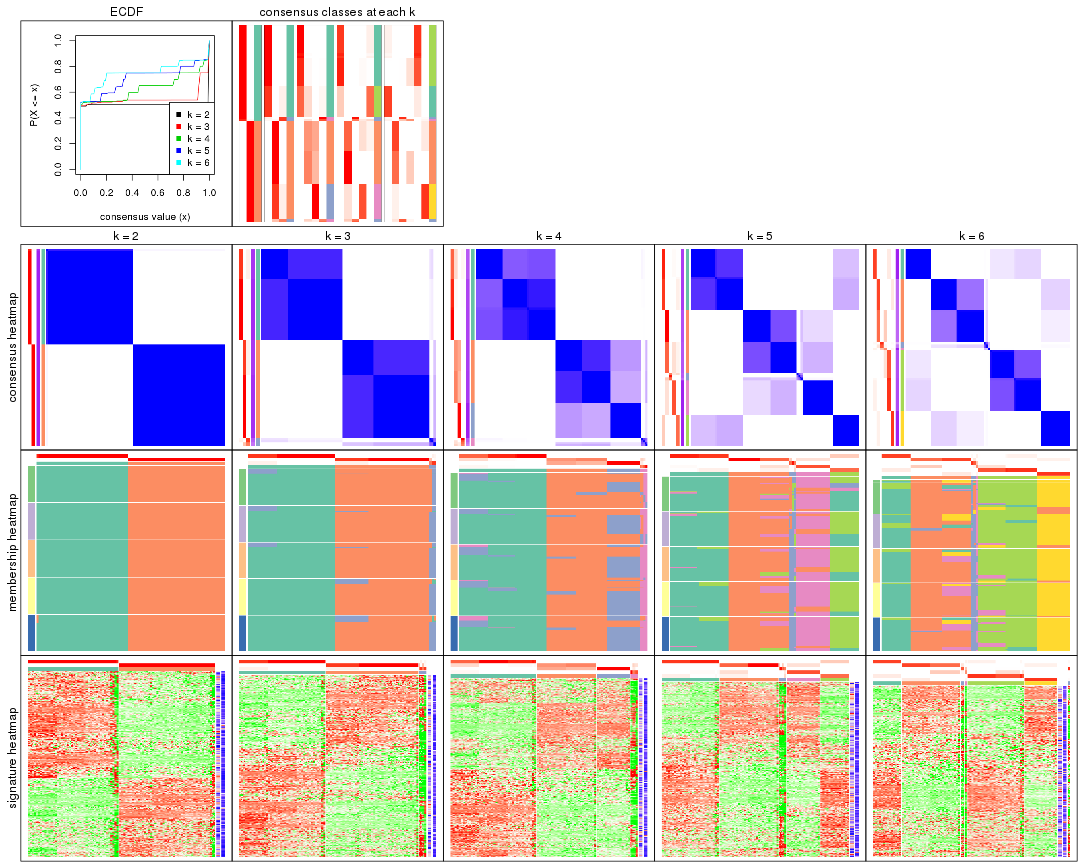 ECDF
consensus classes at each k
P(X <= x)
0.0 0.2 0.4 0.6 0.8 1.0
k = 2
k = 3
k = 4
k = 5
k = 6
0.0 0.2 0.4 0.6 0.8 1.0
consensus value (x)
k = 2
k = 3
k = 4
k = 5
k = 6
consensus heatmap
membership heatmap
signature heatmap